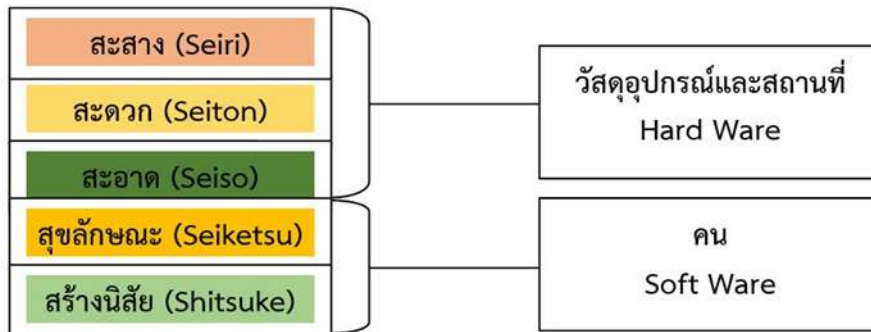 สะสาง (Seiri)
สะดวก (Seiton)
สะอาด (Seiso)
สุขลักษณะ (Seiketsu)
สร้างนิสัย (Shitsuke)
วัสดุอุปกรณ์และสถานที่
Hard Ware
คน
Soft Ware